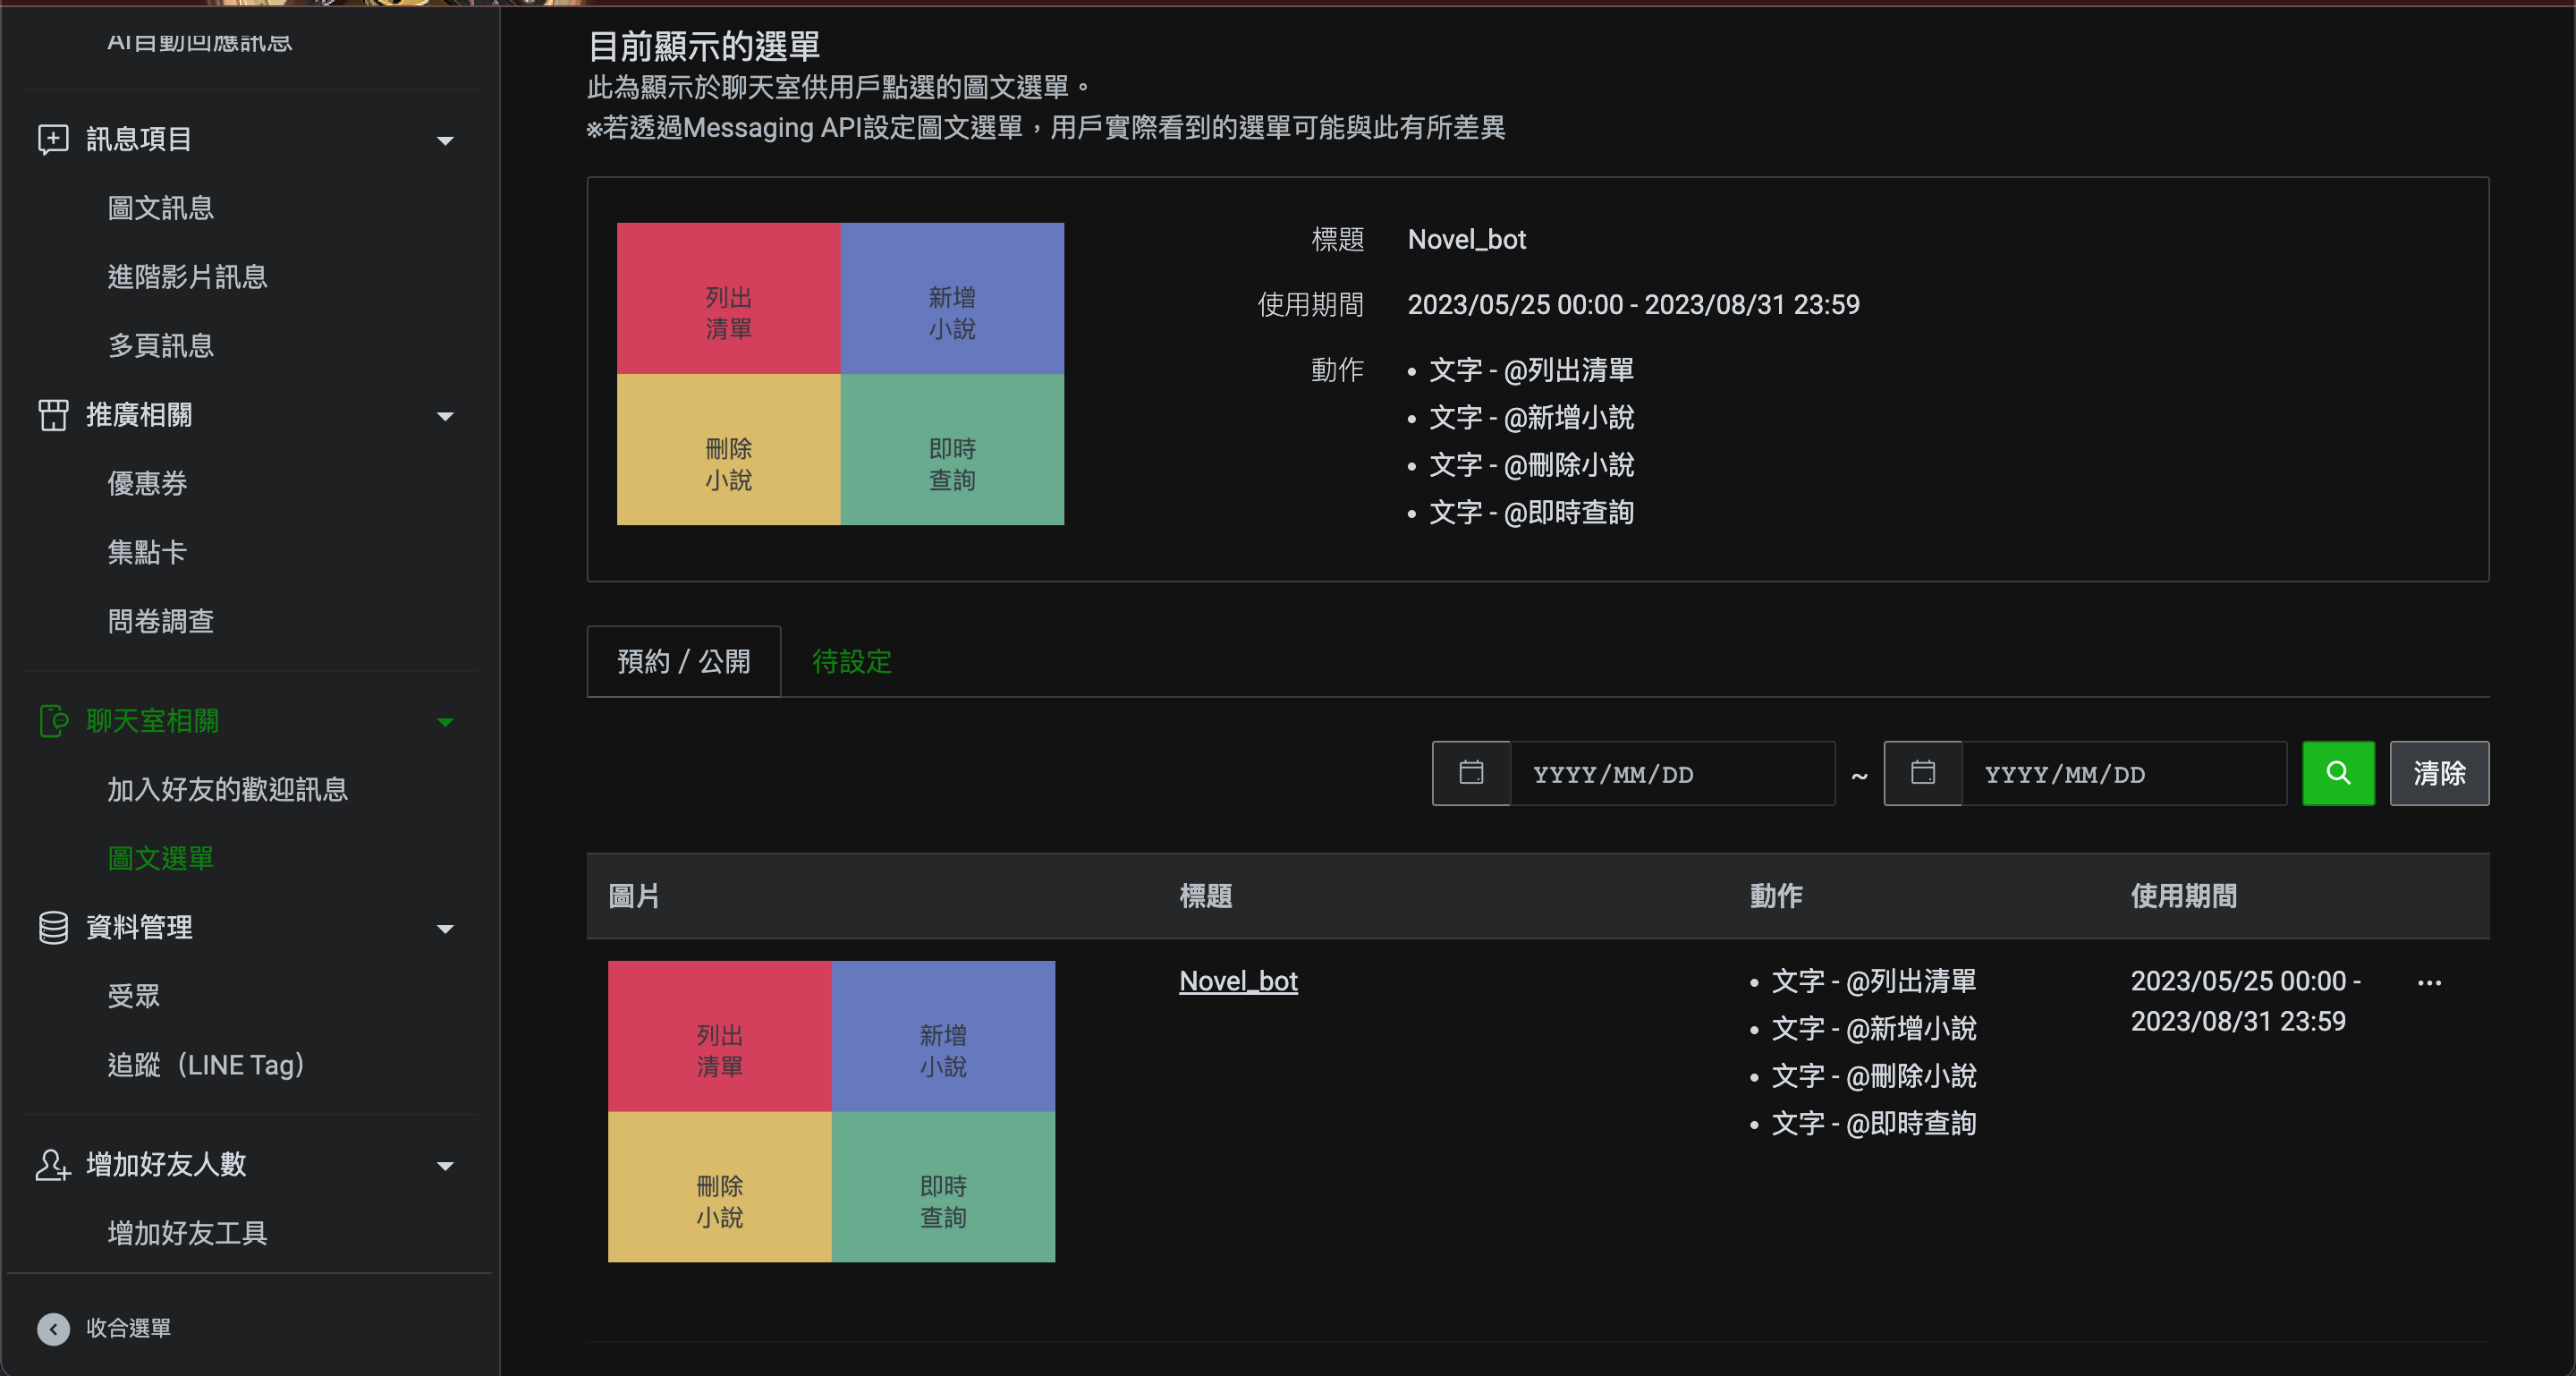 AI自動回應訊息
訊息項目
圖文訊息
進階影片訊息
多頁訊息
推廣相關
優惠券
集點卡
問卷調查
聊天室相關
加入好友的歡迎訊息
圖文選單
資料管理
受眾
追蹤（LINE Tag）
增加好友人數
增加好友工具
收合選單
目前顯示的選單
此為顯示於聊天室供用戶點選的圖文選單。
※若透過Messaging API設定圖文選單，用戶實際看到的選單可能與此有所差異
列出
清單
新增
小說
刪除
小說
即時
查詢
標題 Novel_bot
使用期間 2023/05/25 00:00 - 2023/08/31 23:59
動作
• 文字 - @列出清單
• 文字 - @新增小說
• 文字 - @刪除小說
• 文字 - @即時查詢
預約 / 公開 待設定
YYYY/MM/DD ~ YYYY/MM/DD 清除
圖片 標題 動作 使用期間
列出
清單
新增
小說
刪除
小說
即時
查詢
Novel_bot
• 文字 - @列出清單
• 文字 - @新增小說
• 文字 - @刪除小說
• 文字 - @即時查詢
2023/05/25 00:00 -
2023/08/31 23:59
...